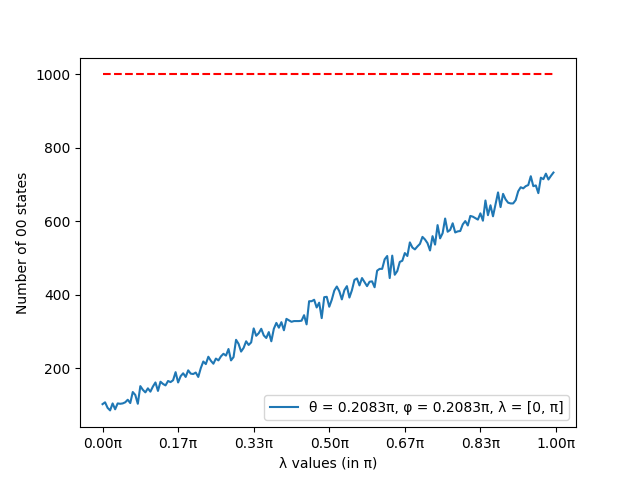 1000
800
600
400
200
Number of 00 states
θ = 0.2083π, φ = 0.2083π, λ = [0, π]
0.00π 0.17π 0.33π 0.50π 0.67π 0.83π 1.00π
λ values (in π)